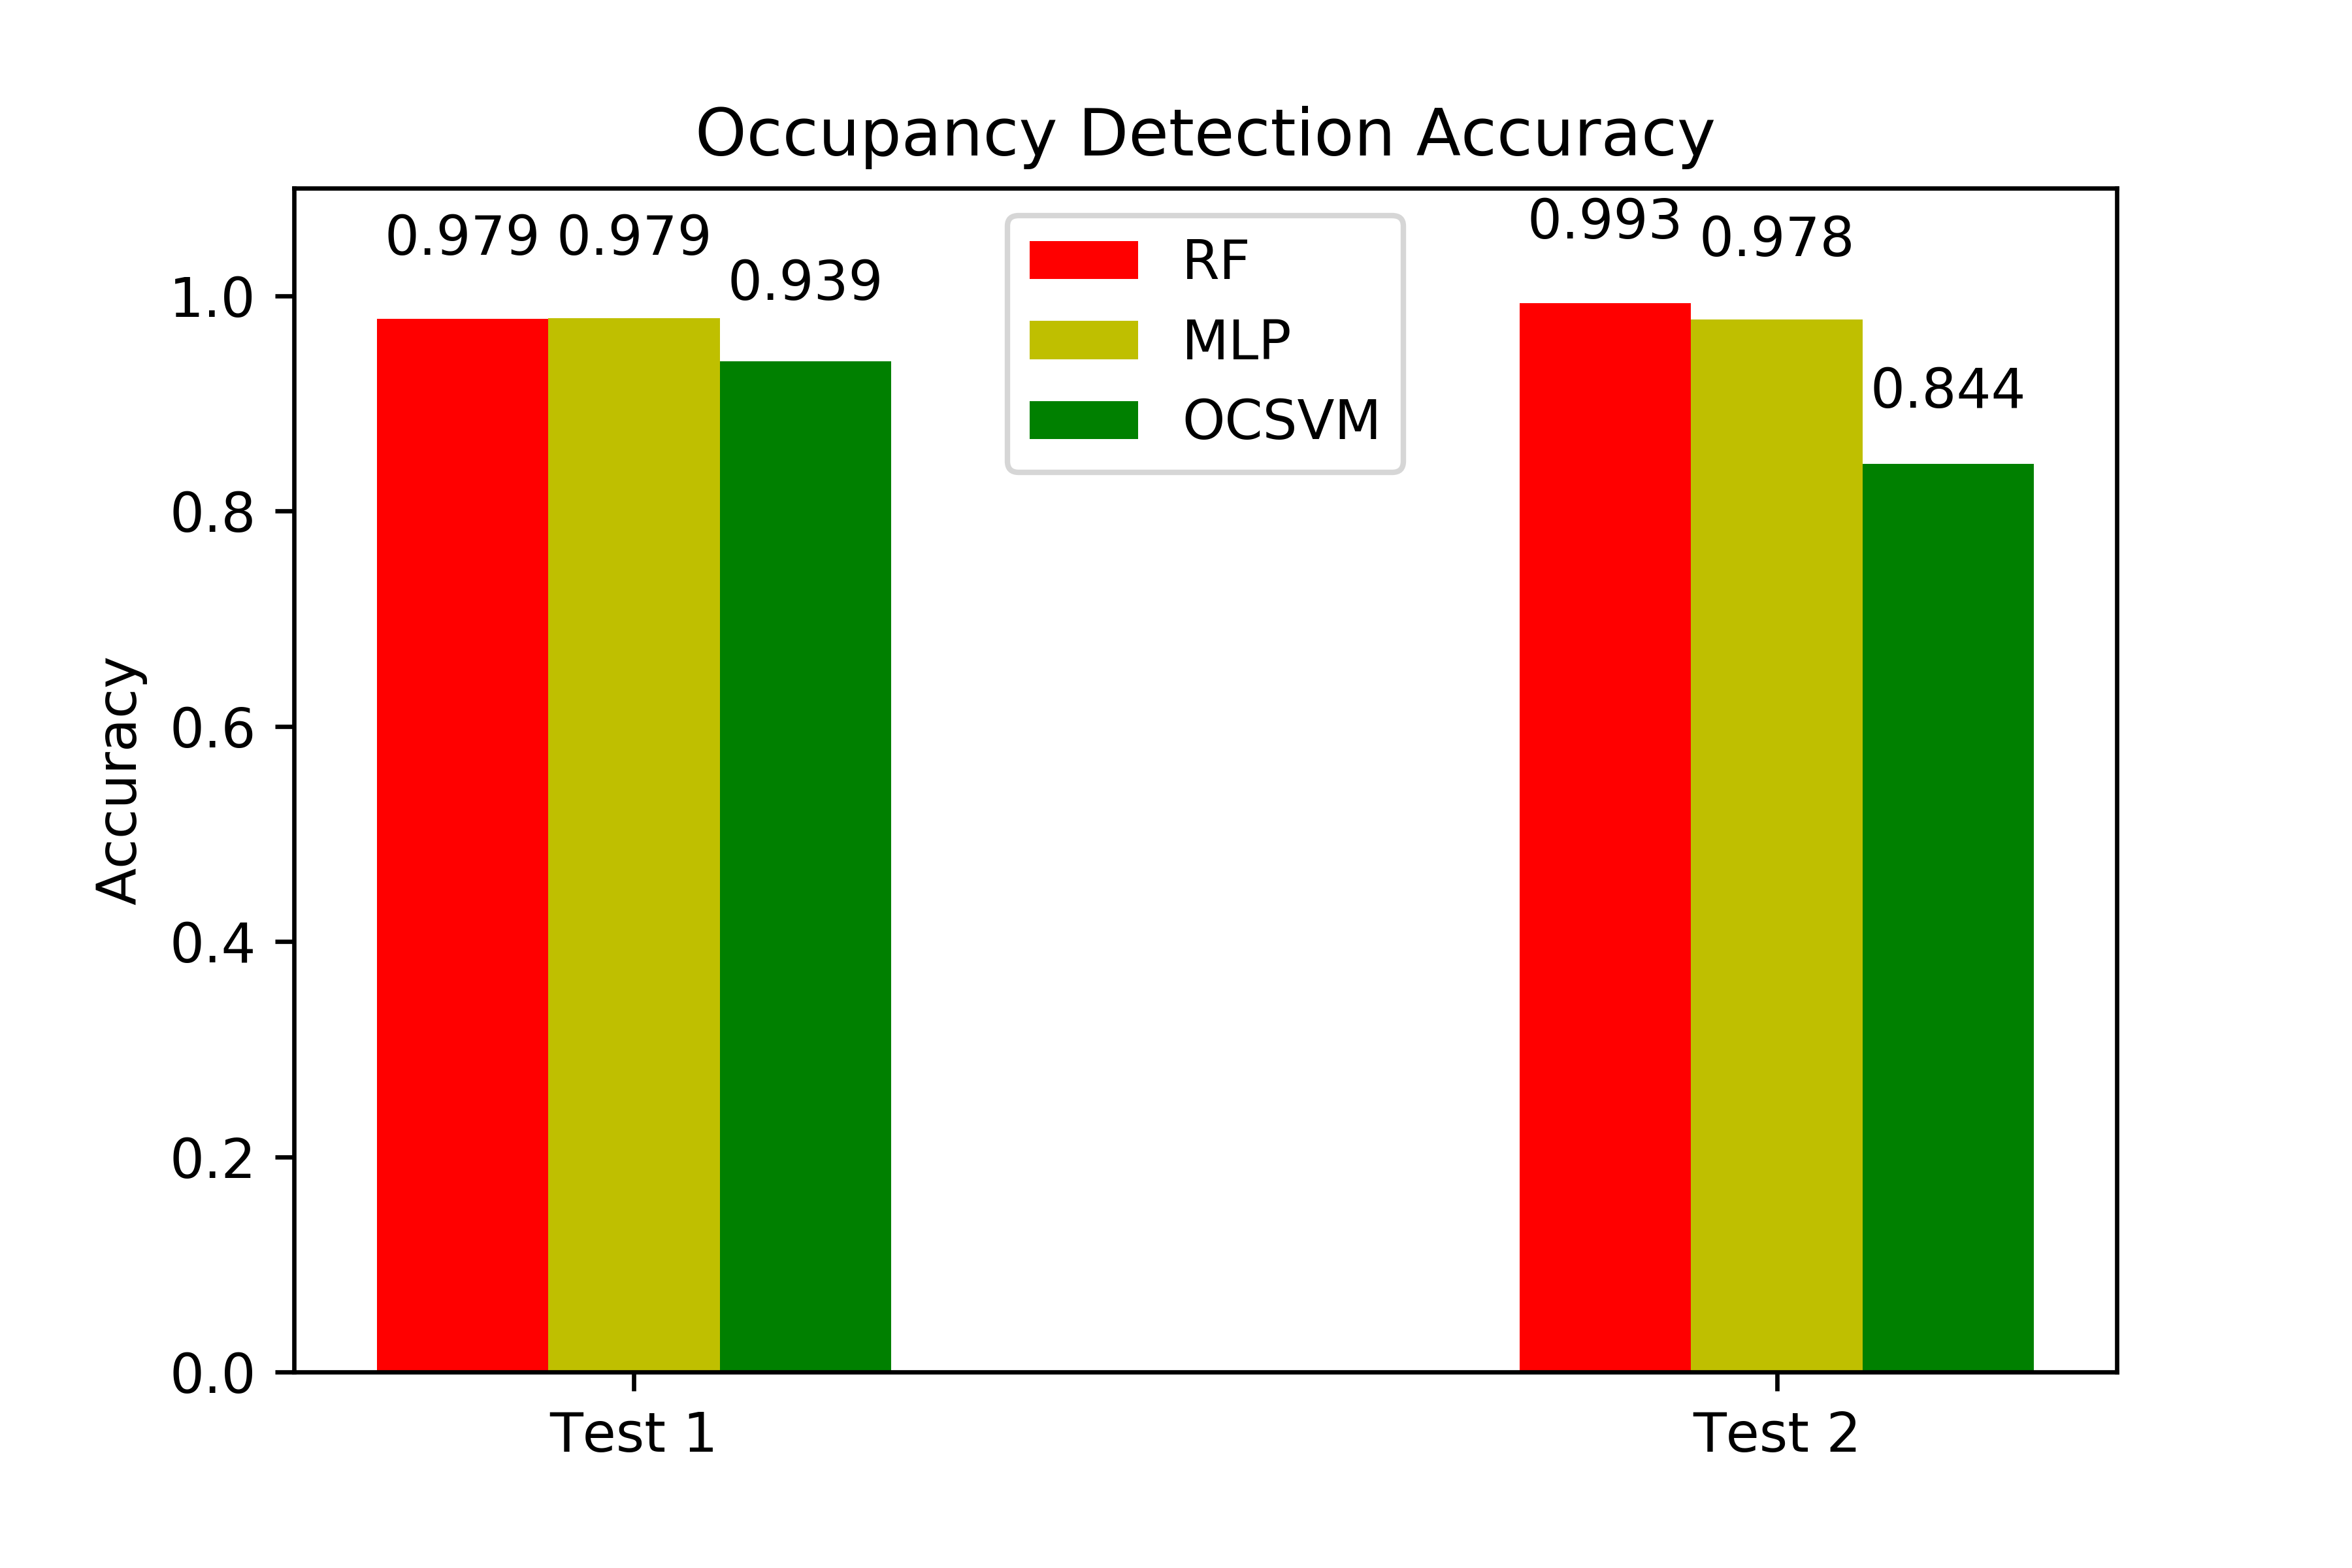 Occupancy Detection Accuracy
0.979 0.979 0.939
0.993 0.978 0.844
RF
MLP
OCSVM
Accuracy
1.0
0.8
0.6
0.4
0.2
0.0
Test 1
Test 2